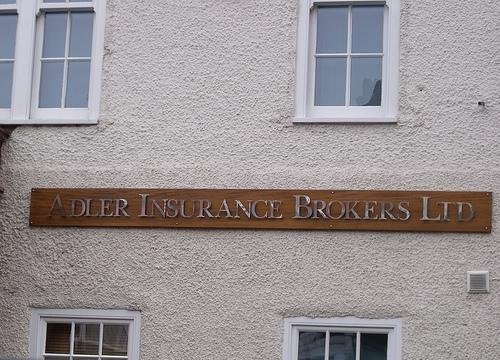 ADLER INSURANCE BROKERS LTD